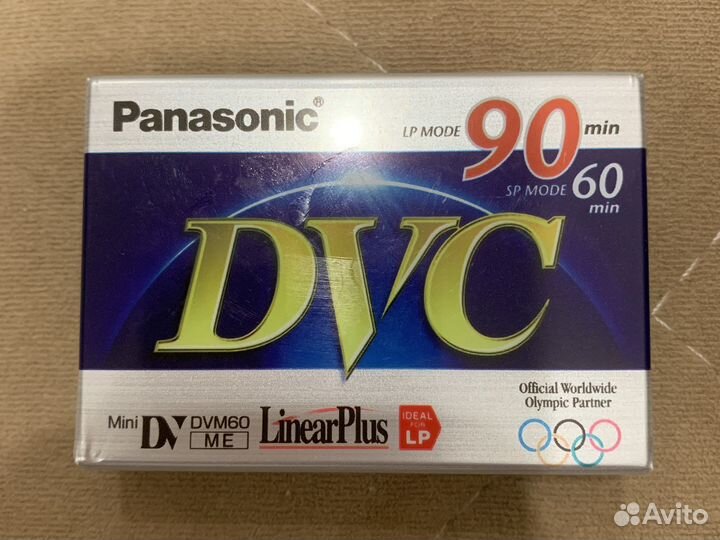 Panasonic®
LP MODE 90 min
SP MODE 60 min
DVC
Official Worldwide
Olympic Partner
Mini DV DVM60 ME LinearPlus IDEAL FOR LP
Avito